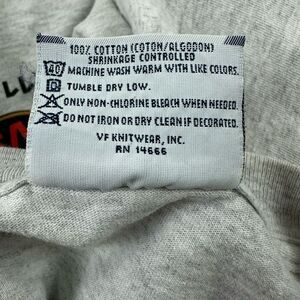 100% COTTON (COTON/ALGODON)
SHRINKAGE CONTROLLED
MACHINE WASH WARM WITH LIKE COLORS.
TUMBLE DRY LOW.
ONLY NON-CHLORINE BLEACH WHEN NEEDED.
DO NOT IRON OR DRY CLEAN IF DECORATED.
VF KNITWEAR, INC.
RN 14666